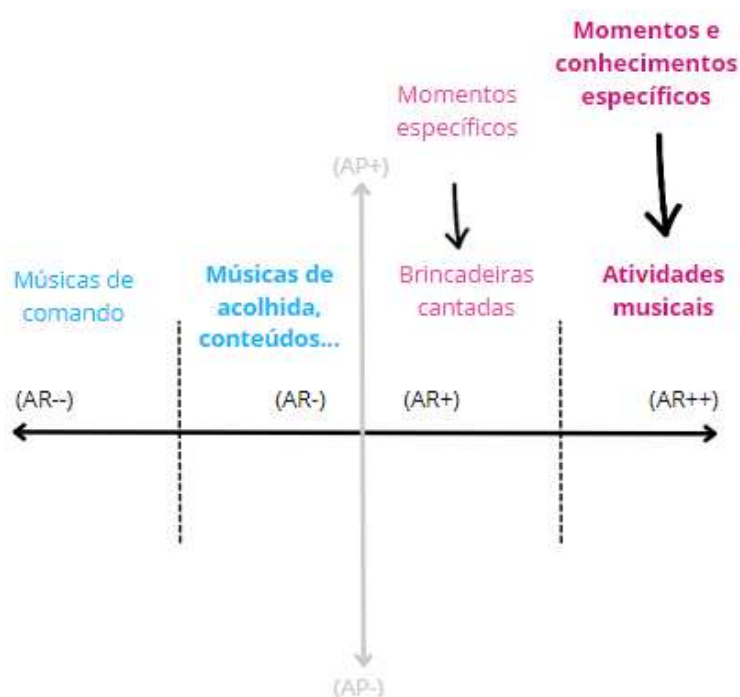 Momentos e
conhecimentos
específicos
Momentos
específicos
(AP+)
Músicas de
comando
Músicas de
acolhida,
conteúdos...
Brincadeiras
cantadas
Atividades
musicais
(AR--)
(AR-)
(AR+)
(AR++)
(AP-)